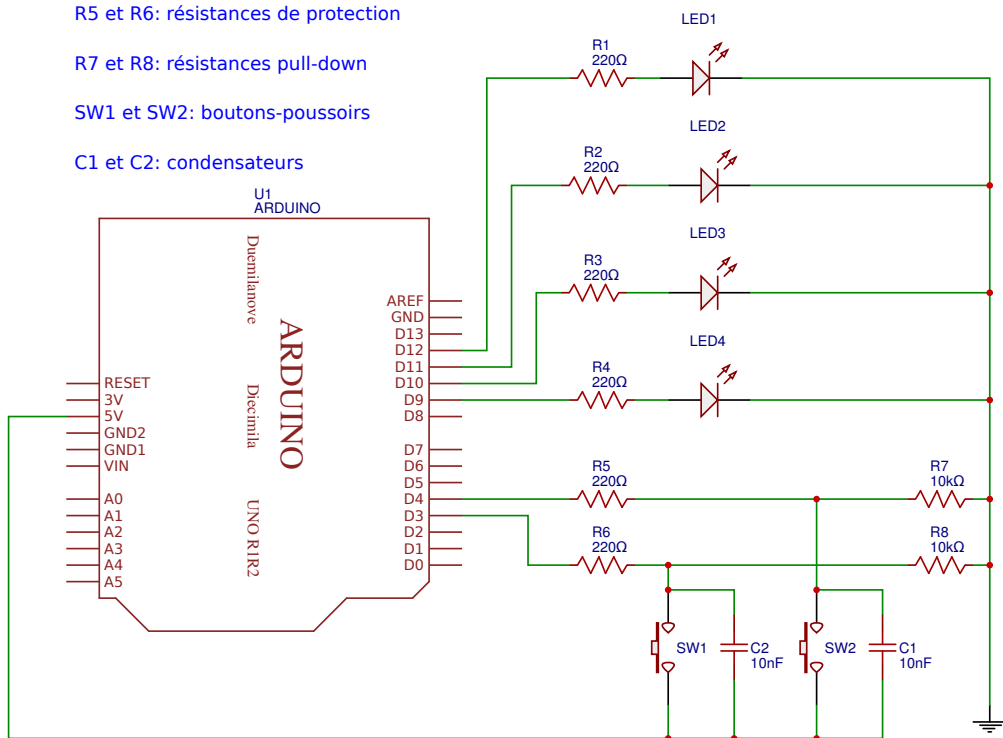 R5 et R6: résistances de protection
R7 et R8: résistances pull-down
SW1 et SW2: boutons-poussoirs
C1 et C2: condensateurs
U1
ARDUINO
Duemilanove
Diecimila
UNO R1R2
ARDUINO
RESET
3V
5V
GND2
GND1
VIN
A0
A1
A2
A3
A4
A5
AREF
GND
D13
D12
D11
D10
D9
D8
D7
D6
D5
D4
D3
D2
D1
D0
R1
220Ω
LED1
R2
220Ω
LED2
R3
220Ω
LED3
R4
220Ω
LED4
R5
220Ω
R7
10kΩ
R6
220Ω
R8
10kΩ
SW1
C2
10nF
SW2
C1
10nF